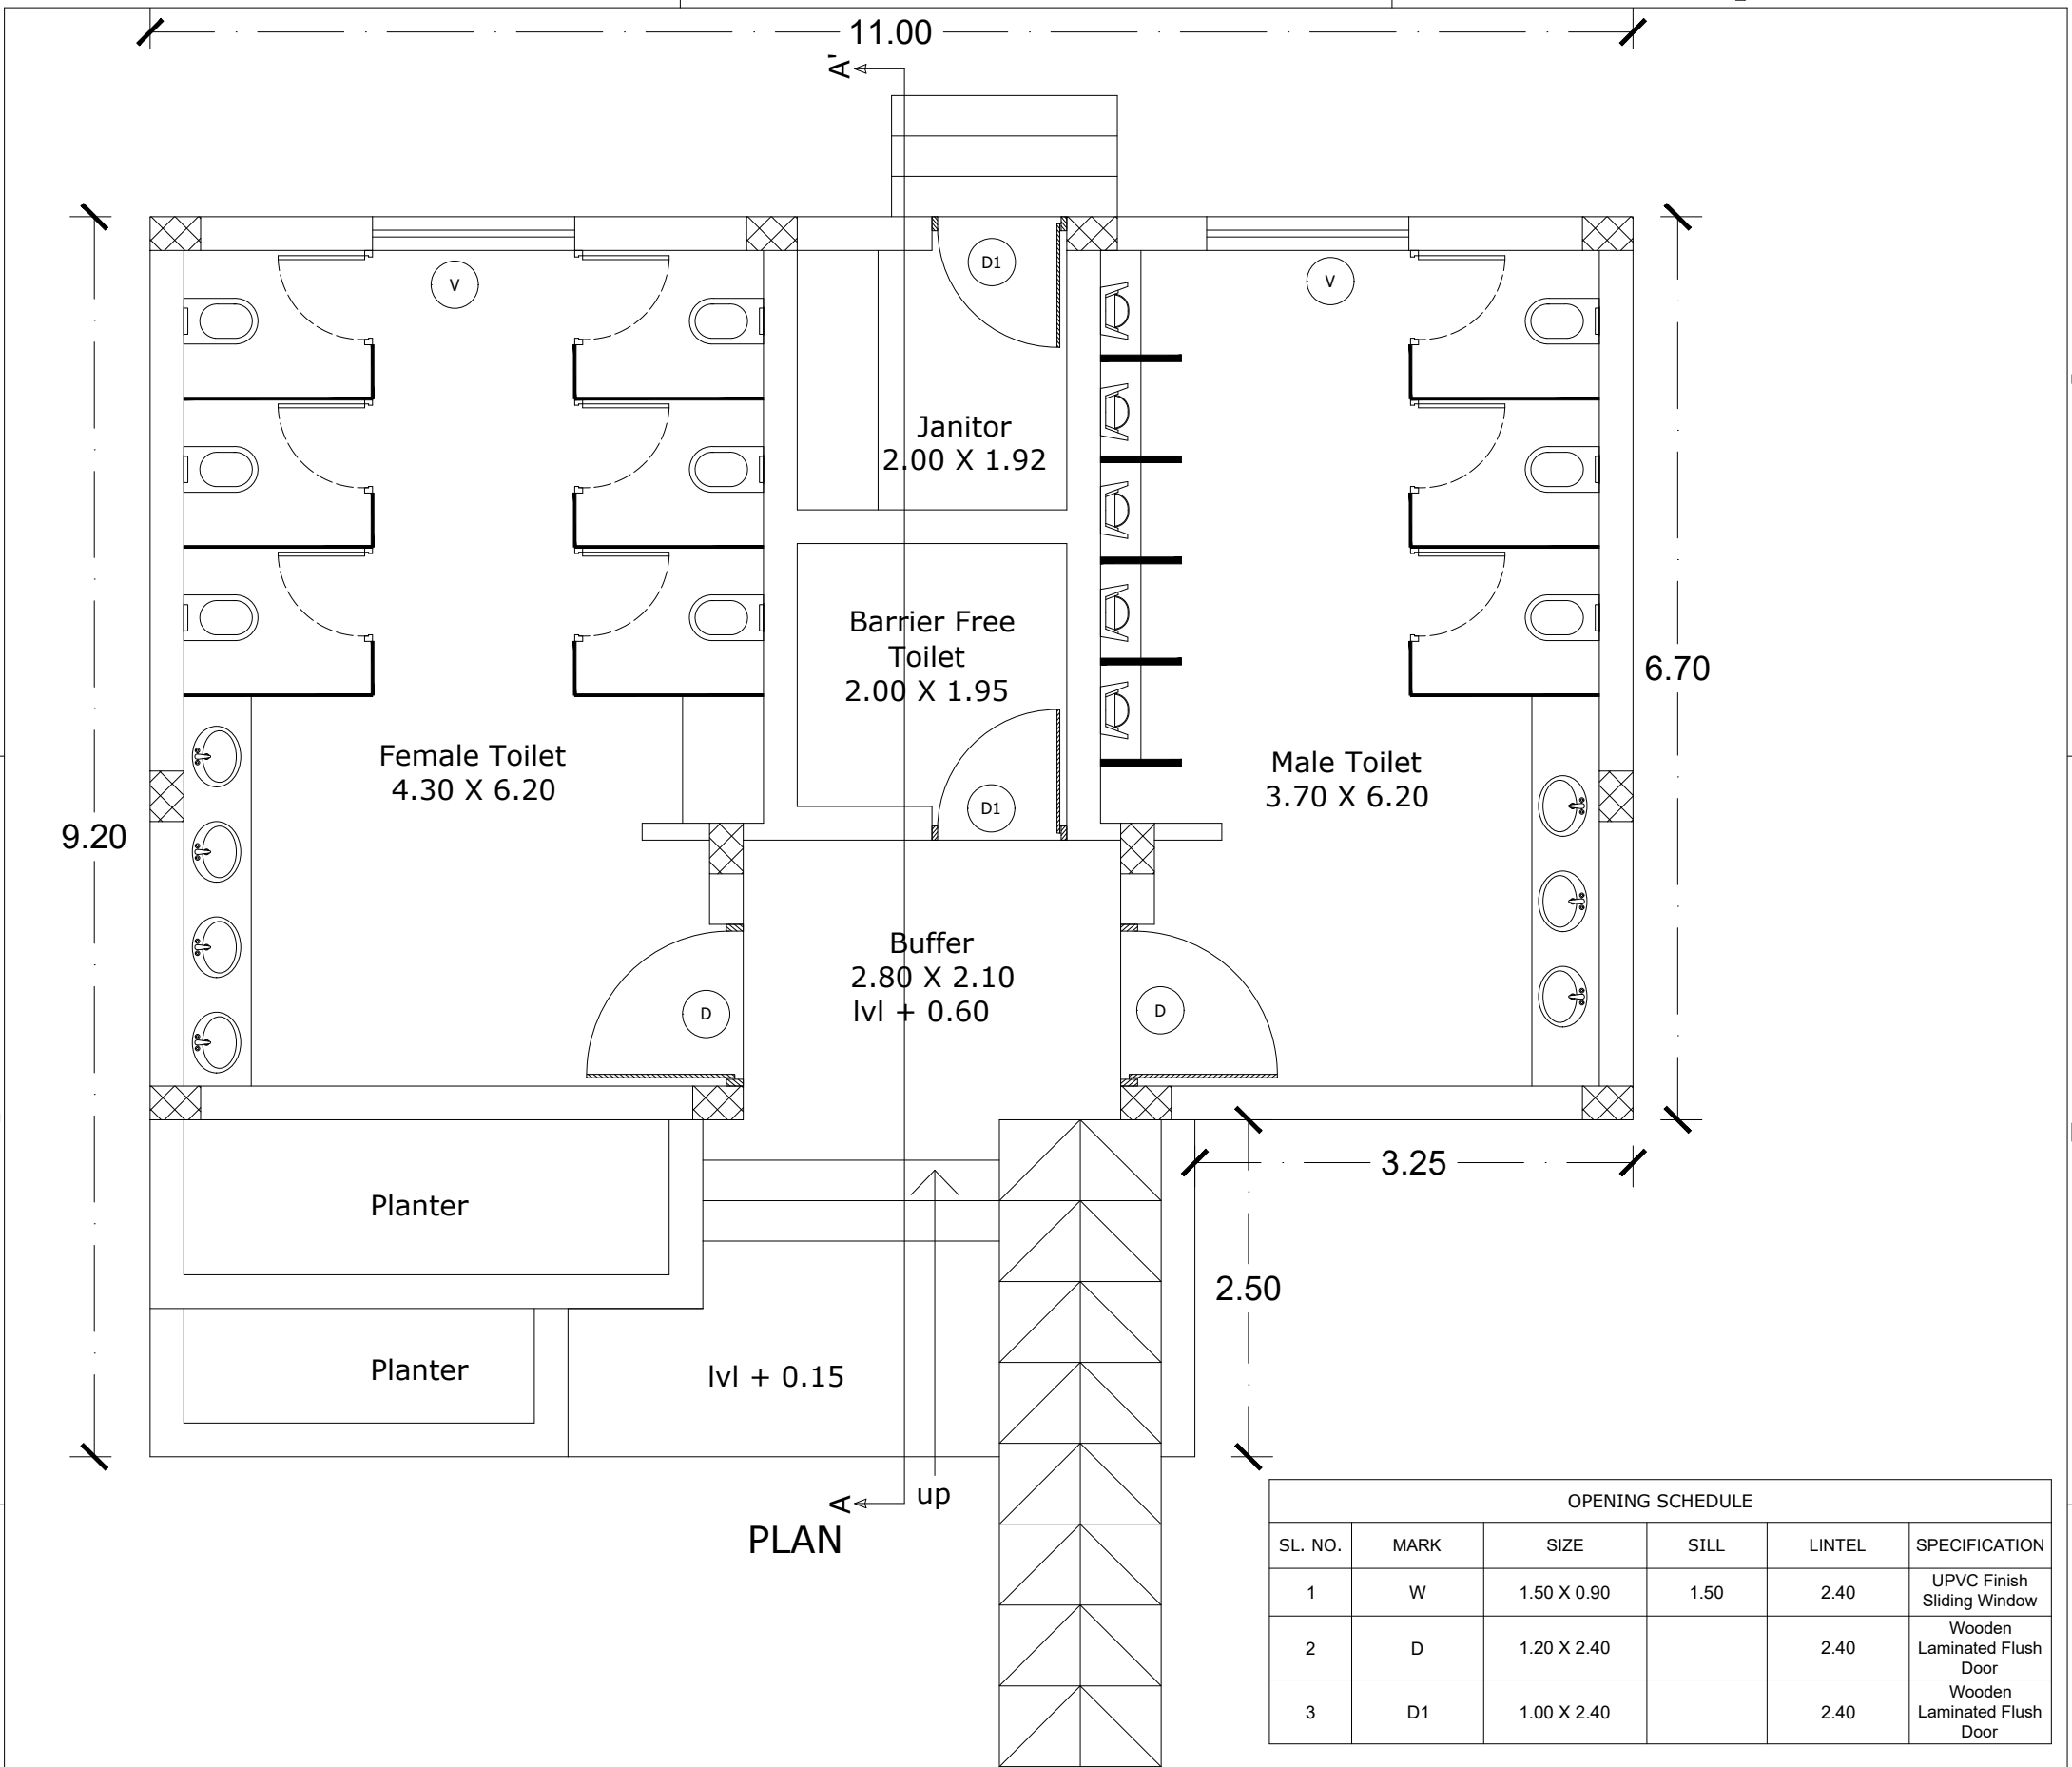 11.00
A'
D1
V
V
Janitor
2.00 X 1.92
Barrier Free
Toilet
2.00 X 1.95
6.70
Female Toilet
4.30 X 6.20
Male Toilet
3.70 X 6.20
D1
9.20
Buffer
2.80 X 2.10
lvl + 0.60
D
D
3.25
Planter
2.50
Planter
lvl + 0.15
A
up
PLAN
OPENING SCHEDULE
SL. NO. MARK SIZE SILL LINTEL SPECIFICATION
1 W 1.50 X 0.90 1.50 2.40 UPVC Finish
Sliding Window
2 D 1.20 X 2.40 2.40 Wooden
Laminated Flush
Door
3 D1 1.00 X 2.40 2.40 Wooden
Laminated Flush
Door